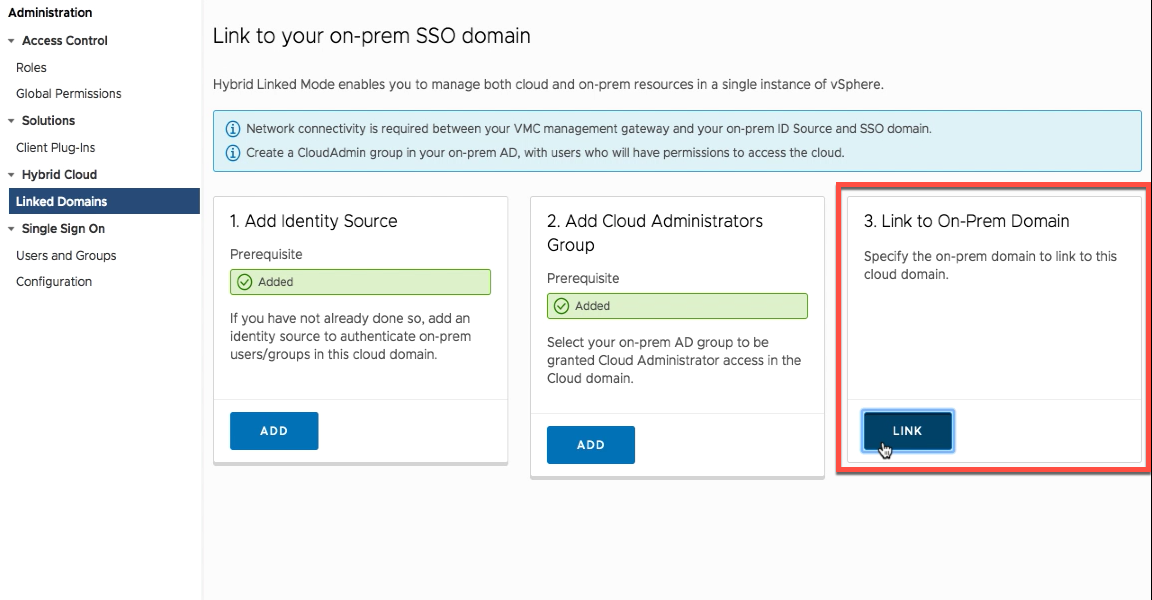 Administration
Access Control
Roles
Global Permissions
Solutions
Client Plug-Ins
Hybrid Cloud
Linked Domains
Single Sign On
Users and Groups
Configuration
Link to your on-prem SSO domain
Hybrid Linked Mode enables you to manage both cloud and on-prem resources in a single instance of vSphere.
Network connectivity is required between your VMC management gateway and your on-prem ID Source and SSO domain.
Create a CloudAdmin group in your on-prem AD, with users who will have permissions to access the cloud.
1. Add Identity Source
Prerequisite
Added
If you have not already done so, add an
identity source to authenticate on-prem
users/groups in this cloud domain.
ADD
2. Add Cloud Administrators
Group
Prerequisite
Added
Select your on-prem AD group to be
granted Cloud Administrator access in the
Cloud domain.
ADD
3. Link to On-Prem Domain
Specify the on-prem domain to link to this
cloud domain.
LINK